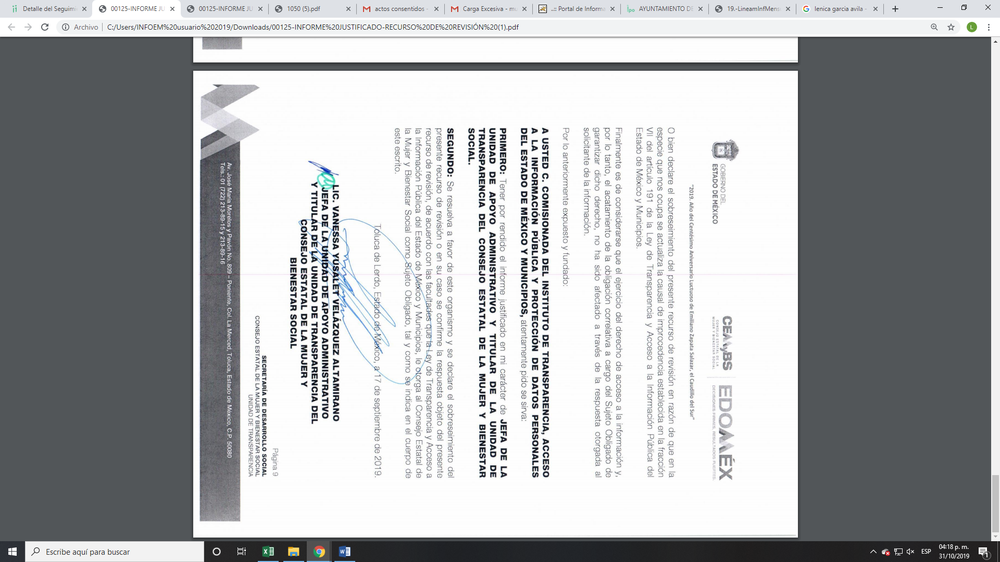 Detalle del Seguimi
00125-INFORME JU
00125-INFORME JU
1050 (5).pdf
actos consentidos -
Carga Excesiva - mu
..:: Portal de Informa
AYUNTAMIENTO DE
19.-LineamInfMensu
lenica garcia avila -
Archivo
C:/Users/INFOEM%20usuario%202019/Downloads/00125-INFORME%20JUSTIFICADO-RECURSO%20DE%20REVISIÓN%20(1).pdf
L
GOBIERNO DEL
ESTADO DE MÉXICO
CEMyBS
CONSEJO ESTATAL DE LA
MUJER Y BIENESTAR SOCIAL
EDOMÉX
DECISIONES FIRMES, RESULTADOS FUERTES.
"2019. Año del Centésimo Aniversario Luctuoso de Emiliano Zapata Salazar, el Caudillo del Sur"
O bien declare el sobreseimiento del presente recurso de revisión en razón de que en la
especie que nos ocupa se actualiza la causal de improcedencia establecida en la fracción
VII del artículo 191 de la Ley de Transparencia y Acceso a la Información Pública del
Estado de México y Municipios.
Finalmente es de considerarse que el ejercicio del derecho de acceso a la información y,
por lo tanto, el acatamiento de la obligación correlativa a cargo del Sujeto Obligado de
garantizar dicho derecho, no ha sido afectado a través de la respuesta otorgada al
solicitante de la información.
Por lo anteriormente expuesto y fundado:
A USTED C. COMISIONADA DEL INSTITUTO DE TRANSPARENCIA, ACCESO
A LA INFORMACIÓN PÚBLICA Y PROTECCIÓN DE DATOS PERSONALES
DEL ESTADO DE MÉXICO Y MUNICIPIOS, atentamente pido se sirva:
PRIMERO: Tener por rendido el informe justificado en mi carácter de JEFA DE LA
UNIDAD DE APOYO ADMINISTRATIVO Y TITULAR DE LA UNIDAD DE
TRANSPARENCIA DEL CONSEJO ESTATAL DE LA MUJER Y BIENESTAR
SOCIAL.
SEGUNDO: Se resuelva a favor de este organismo y se declare el sobreseimiento del
presente recurso de revisión o en su caso se confirme la respuesta objeto del presente
recurso de revisión, de acuerdo con las facultades que la Ley de Transparencia y Acceso a
la Información Pública del Estado de México y Municipios, le otorga al Consejo Estatal de
la Mujer y Bienestar Social como Sujeto Obligado, tal y como se indica en el cuerpo de
este escrito.
Toluca de Lerdo, Estado de México, a 17 de septiembre de 2019.
LIC. VANESSA YUSALET VELÁZQUEZ ALTAMIRANO
JEFA DE LA UNIDAD DE APOYO ADMINISTRATIVO
Y TITULAR DE LA UNIDAD DE TRANSPARENCIA DEL
CONSEJO ESTATAL DE LA MUJER Y
BIENESTAR SOCIAL
Página 9
SECRETARÍA DE DESARROLLO SOCIAL
CONSEJO ESTATAL DE LA MUJER Y BIENESTAR SOCIAL
UNIDAD DE TRANSPARENCIA
Av. José María Morelos y Pavón No. 809 – Poniente, Col. La Merced, Toluca, Estado de México, C.P. 50080
Tels.: 01 (722) 213-89-15 y 213-89-16
Escribe aquí para buscar
ESP
04:18 p. m.
31/10/2019
1